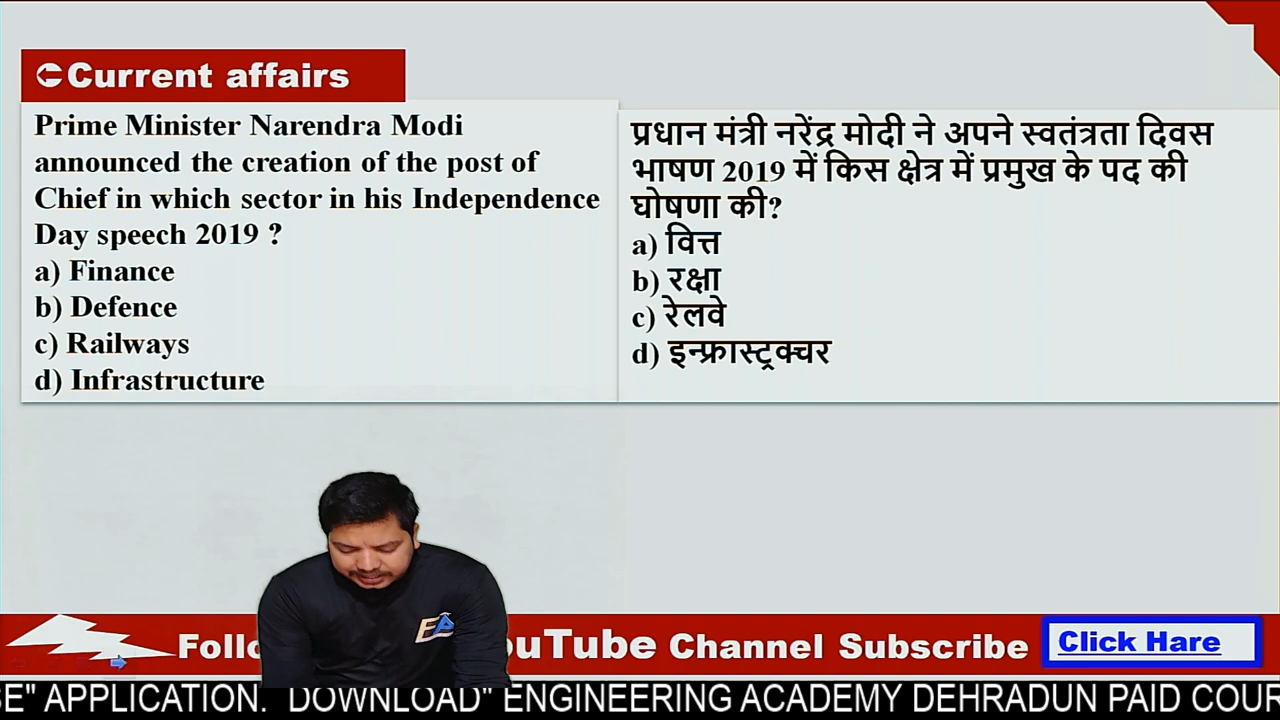 Current affairs
Prime Minister Narendra Modi
announced the creation of the post of
Chief in which sector in his Independence
Day speech 2019 ?
a) Finance
b) Defence
c) Railways
d) Infrastructure
प्रधान मंत्री नरेंद्र मोदी ने अपने स्वतंत्रता दिवस
भाषण 2019 में किस क्षेत्र में प्रमुख के पद की
घोषणा की?
a) वित्त
b) रक्षा
c) रेलवे
d) इन्फ्रास्ट्रक्चर
YouTube Channel Subscribe
Click Hare
APPLICATION. "DOWNLOAD" ENGINEERING ACADEMY DEHRADUN PAID